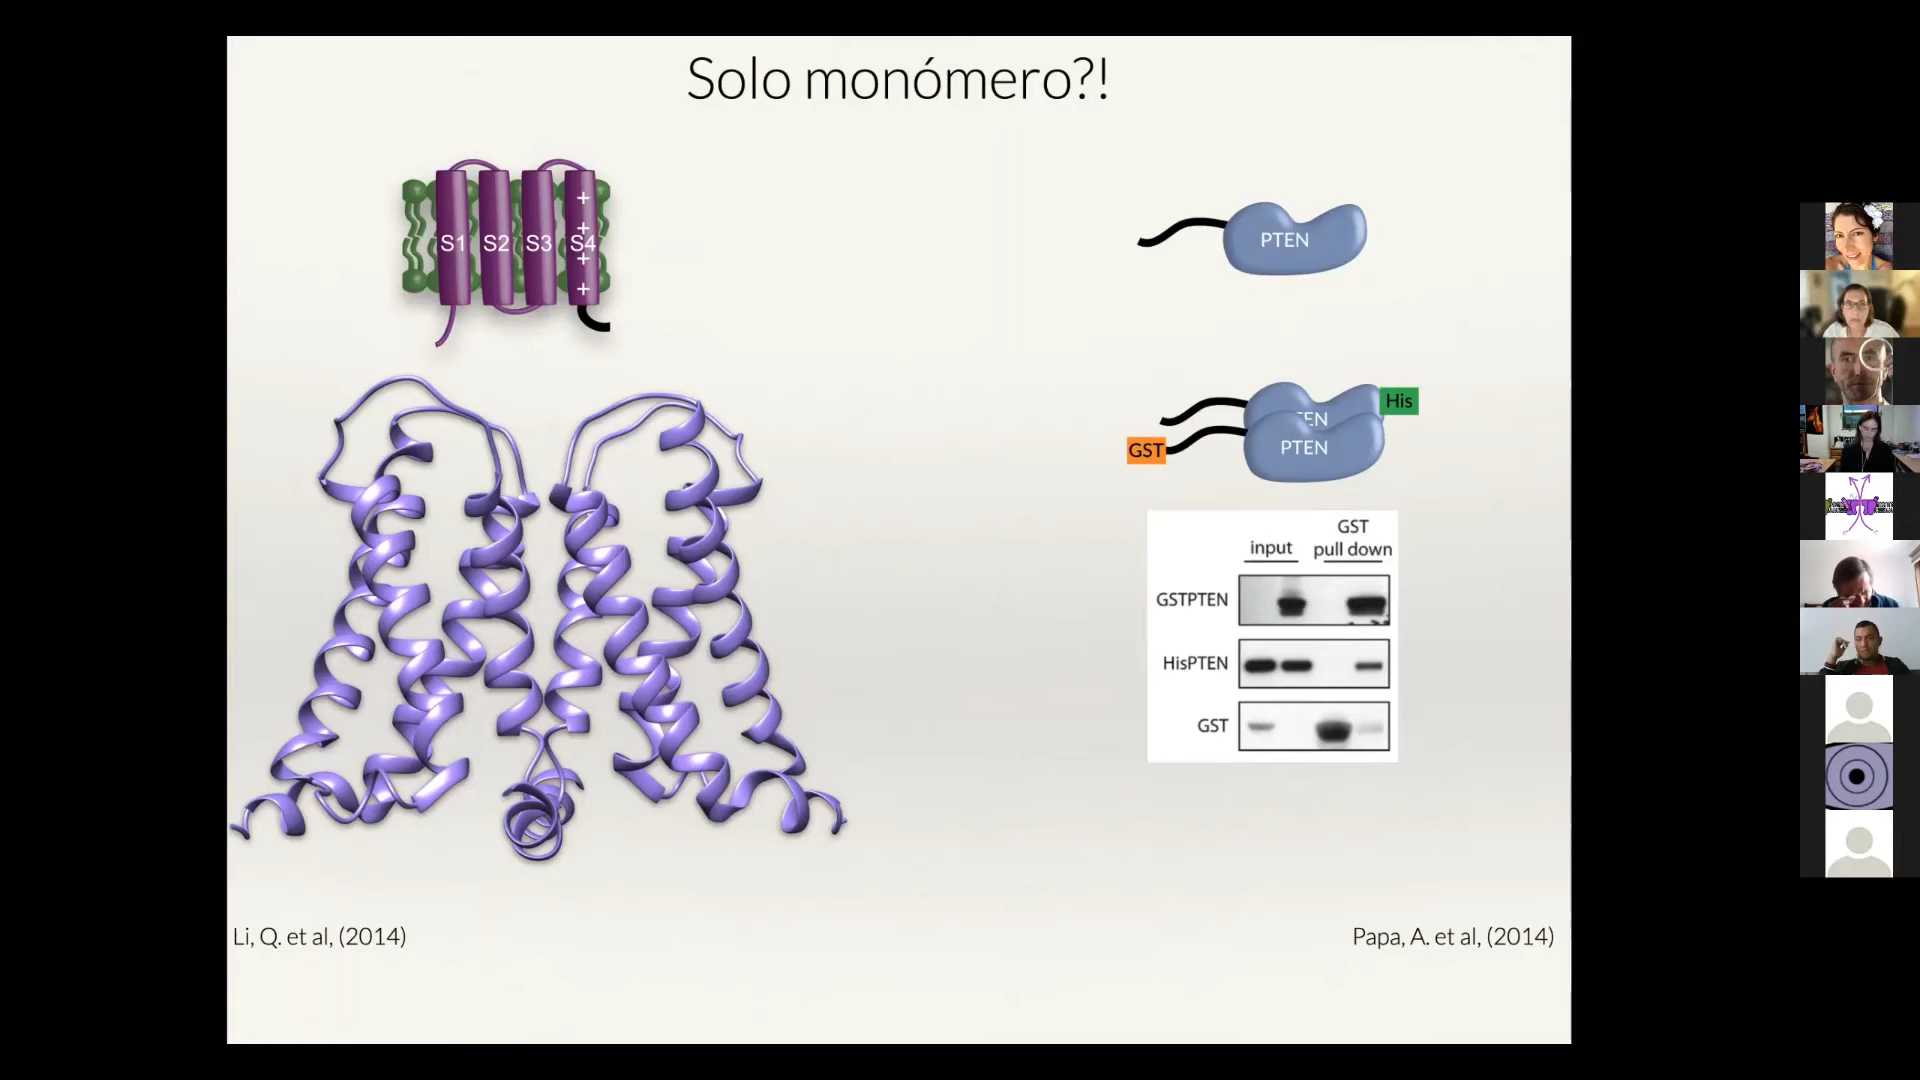 Solo monómero?!
S1 S2 S3 S4
+
+
+
+
PTEN
His
TEN
GST
PTEN
GST
input pull down
GSTPTEN
HisPTEN
GST
Li, Q. et al, (2014)
Papa, A. et al, (2014)